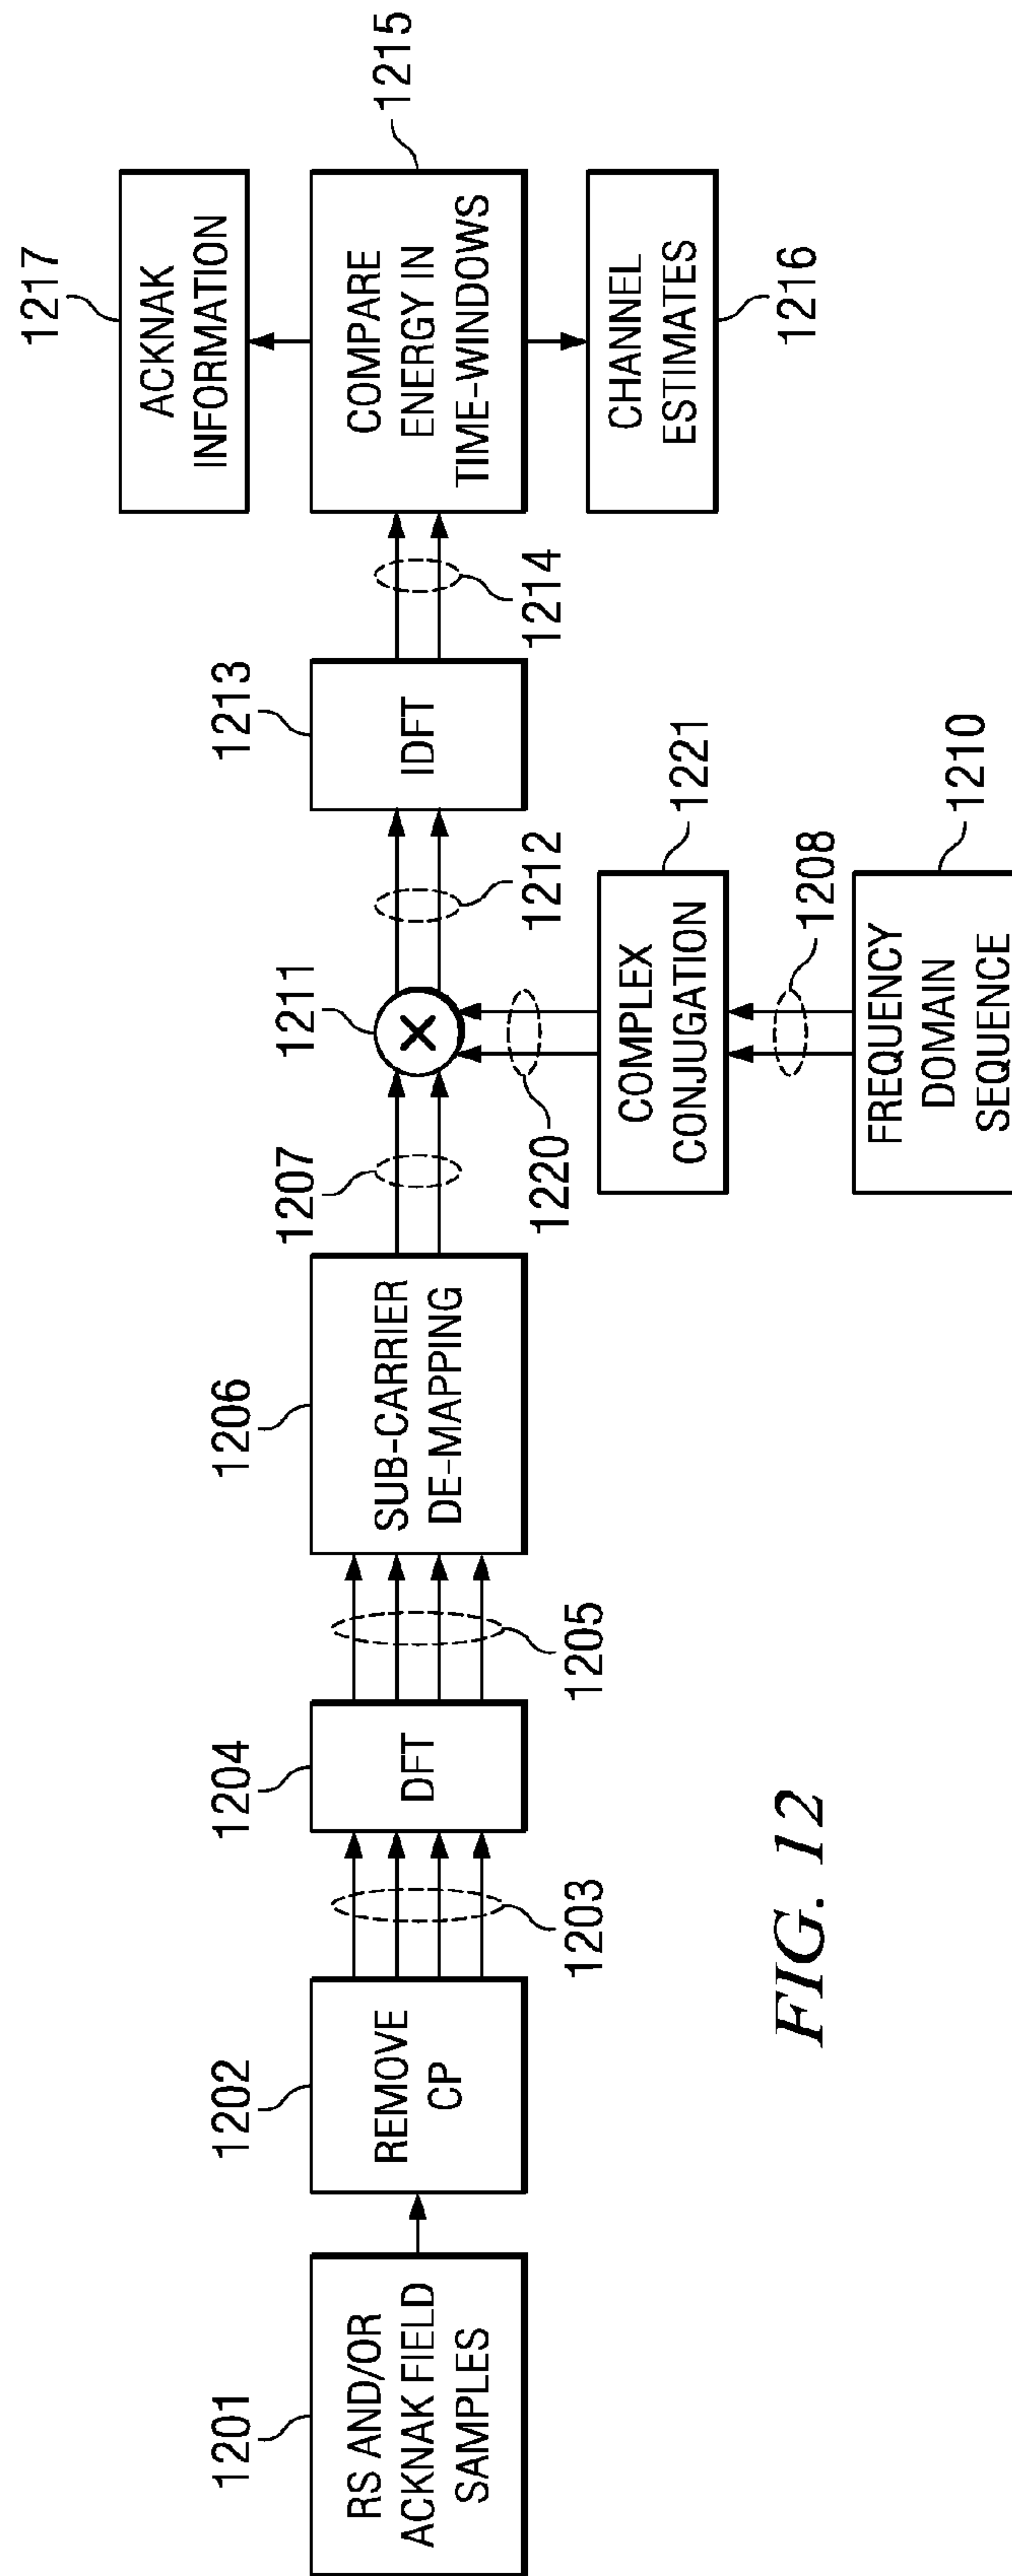 1201
RS AND/OR
ACKNAK FIELD
SAMPLES
1202
REMOVE
CP
1203
1204
DFT
1205
1206
SUB-CARRIER
DE-MAPPING
1207
1211
×
1212
1220
1221
COMPLEX
CONJUGATION
1208
1210
FREQUENCY
DOMAIN
SEQUENCE
1213
IDFT
1214
1215
COMPARE
ENERGY IN
TIME-WINDOWS
1217
ACKNAK
INFORMATION
CHANNEL
ESTIMATES
1216
FIG. 12